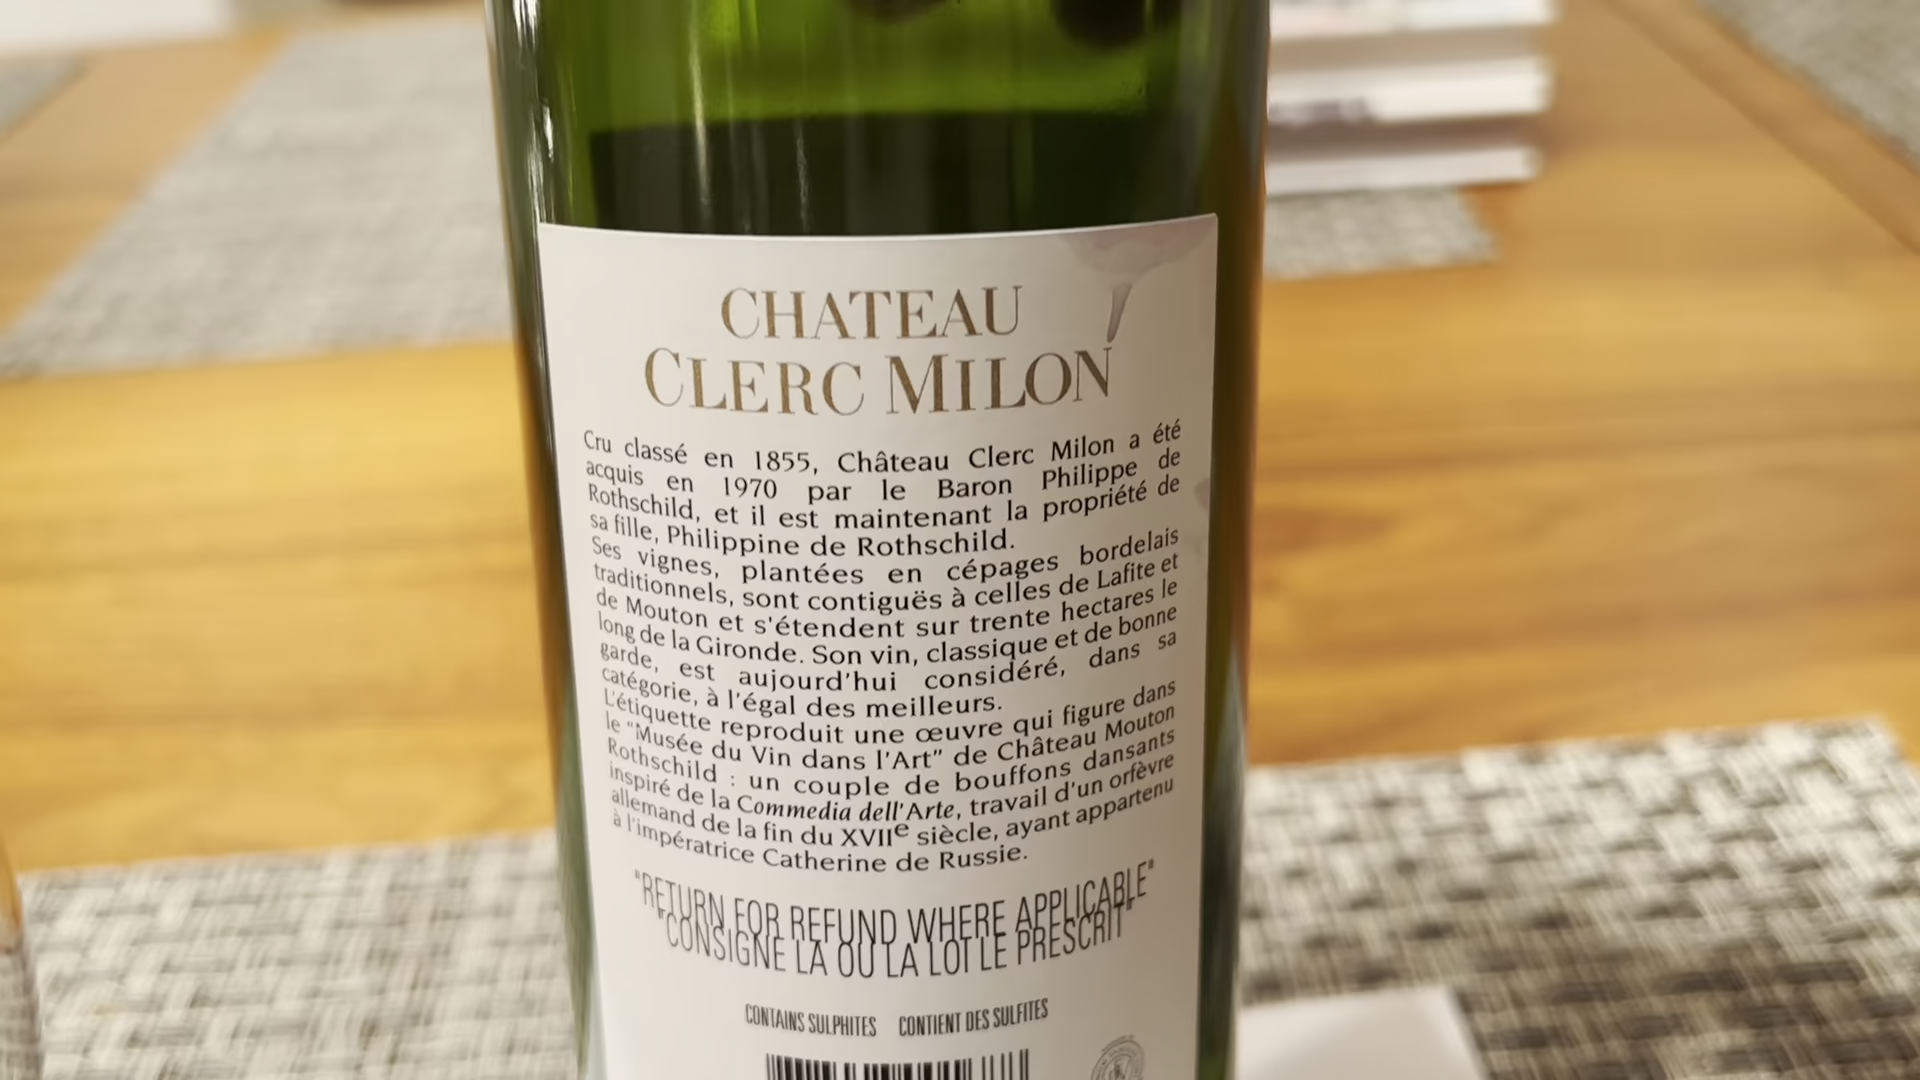 CHATEAU
CLERC MILON
Cru classé en 1855, Château Clerc Milon a été
acquis en 1970 par le Baron Philippe de
Rothschild, et il est maintenant la propriété de
sa fille, Philippine de Rothschild.
Ses vignes, plantées en cépages bordelais
traditionnels, sont contiguës à celles de Lafite et
de Mouton et s'étendent sur trente hectares le
long de la Gironde. Son vin, classique et de bonne
garde, est aujourd'hui considéré, dans sa
catégorie, à l'égal des meilleurs.
L'étiquette reproduit une œuvre qui figure dans
le "Musée du Vin dans l'Art" de Château Mouton
Rothschild : un couple de bouffons dansants
inspiré de la Commedia dell'Arte, travail d'un orfèvre
allemand de la fin du XVIIe siècle, ayant appartenu
à l'impératrice Catherine de Russie.
"RETURN FOR REFUND WHERE APPLICABLE"
"CONSIGNE LA OU LA LOI LE PRESCRIT"
CONTAINS SULPHITES CONTIENT DES SULFITES